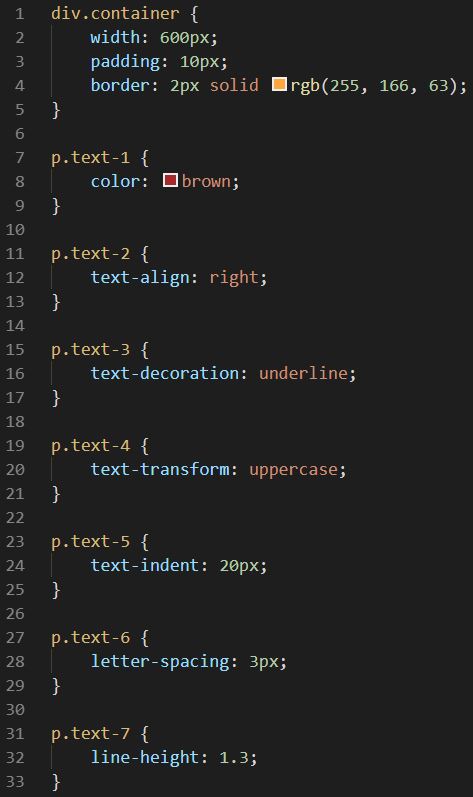 1 div.container {
2     width: 600px;
3     padding: 10px;
4     border: 2px solid rgb(255, 166, 63);
5 }
6
7 p.text-1 {
8     color: brown;
9 }
10
11 p.text-2 {
12     text-align: right;
13 }
14
15 p.text-3 {
16     text-decoration: underline;
17 }
18
19 p.text-4 {
20     text-transform: uppercase;
21 }
22
23 p.text-5 {
24     text-indent: 20px;
25 }
26
27 p.text-6 {
28     letter-spacing: 3px;
29 }
30
31 p.text-7 {
32     line-height: 1.3;
33 }